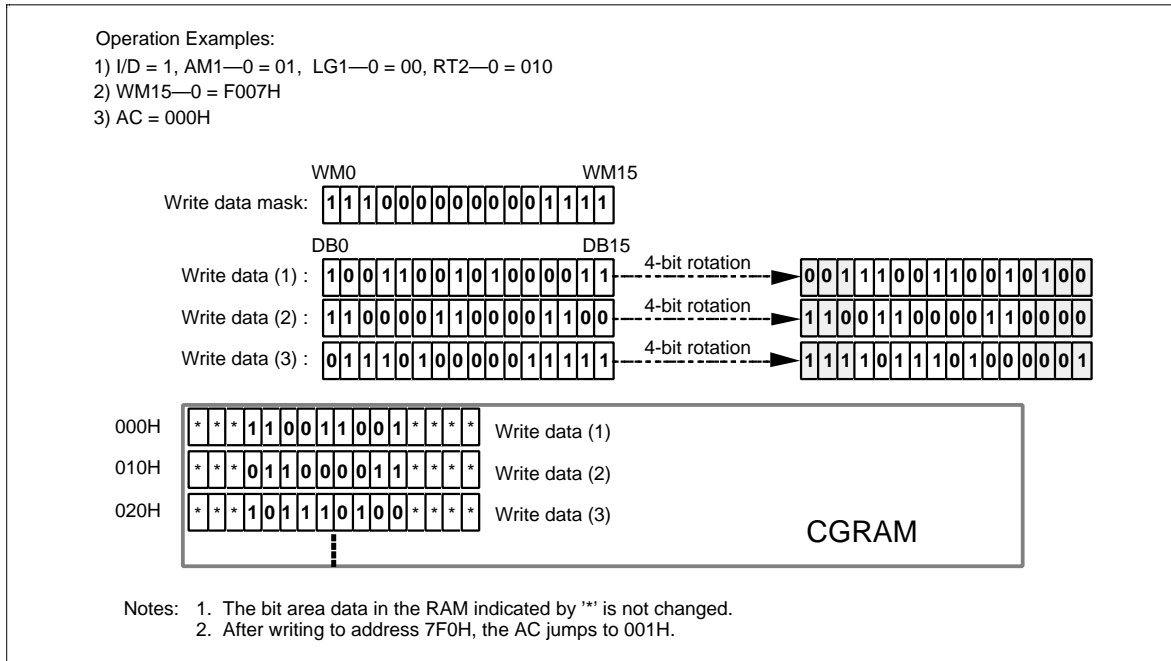 Operation Examples:
1) I/D = 1, AM1—0 = 01, LG1—0 = 00, RT2—0 = 010
2) WM15—0 = F007H
3) AC = 000H
WM0 WM15
Write data mask: 1 1 1 0 0 0 0 0 0 0 0 0 1 1 1 1
DB0 DB15
Write data (1) : 1 0 0 1 1 0 0 1 0 1 0 0 0 0 1 1 4-bit rotation 0 0 1 1 1 0 0 1 1 0 0 1 0 1 0 0
Write data (2) : 1 1 0 0 0 0 1 1 0 0 0 0 1 1 0 0 4-bit rotation 1 1 0 0 1 1 0 0 0 0 1 1 0 0 0 0
Write data (3) : 0 1 1 1 0 1 0 0 0 0 0 1 1 1 1 1 4-bit rotation 1 1 1 1 0 1 1 1 0 1 0 0 0 0 0 1
000H * * * 1 1 0 0 1 1 0 0 1 * * * * Write data (1)
010H * * * 0 1 1 0 0 0 0 1 1 * * * * Write data (2)
020H * * * 1 0 1 1 1 0 1 0 0 * * * * Write data (3)
CGRAM
Notes: 1. The bit area data in the RAM indicated by '*' is not changed.
2. After writing to address 7F0H, the AC jumps to 001H.